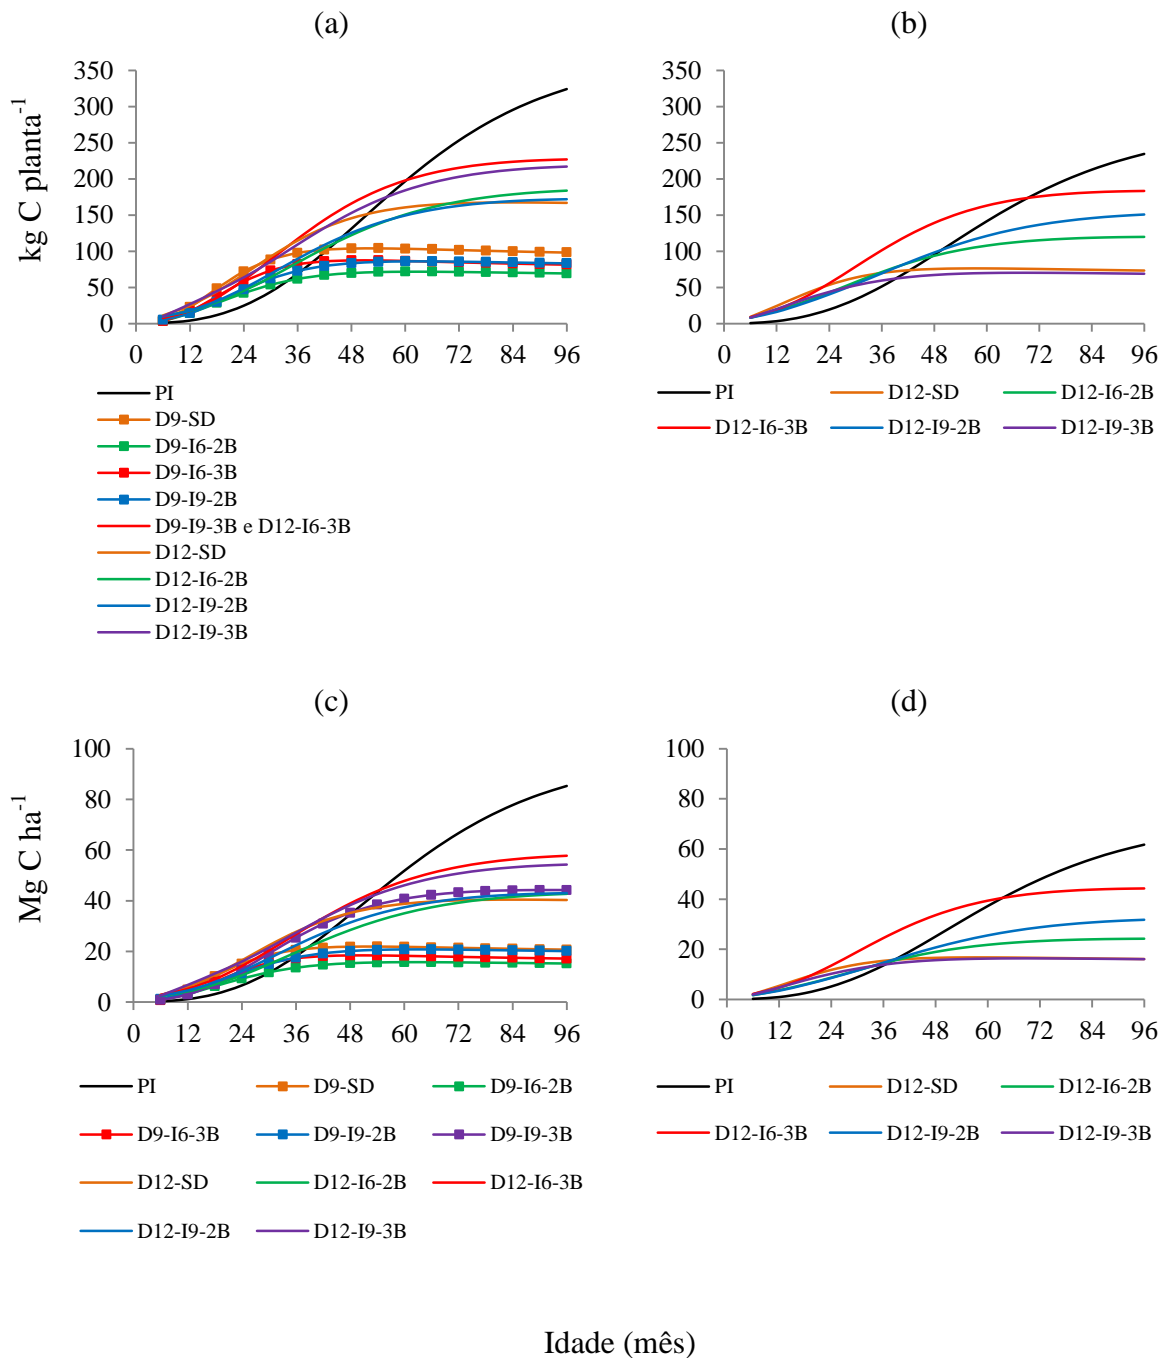 (a)
(b)
kg C planta⁻¹
350
300
250
200
150
100
50
0
0 12 24 36 48 60 72 84 96
350
300
250
200
150
100
50
0
0 12 24 36 48 60 72 84 96
PI
D9-SD
D9-I6-2B
D9-I6-3B
D9-I9-2B
D9-I9-3B e D12-I6-3B
D12-SD
D12-I6-2B
D12-I9-2B
D12-I9-3B
PI D12-SD D12-I6-2B
D12-I6-3B D12-I9-2B D12-I9-3B
(c)
(d)
Mg C ha⁻¹
100
80
60
40
20
0
0 12 24 36 48 60 72 84 96
100
80
60
40
20
0
0 12 24 36 48 60 72 84 96
PI D9-SD D9-I6-2B
D9-I6-3B D9-I9-2B D9-I9-3B
D12-SD D12-I6-2B D12-I6-3B
D12-I9-2B D12-I9-3B
PI D12-SD D12-I6-2B
D12-I6-3B D12-I9-2B D12-I9-3B
Idade (mês)